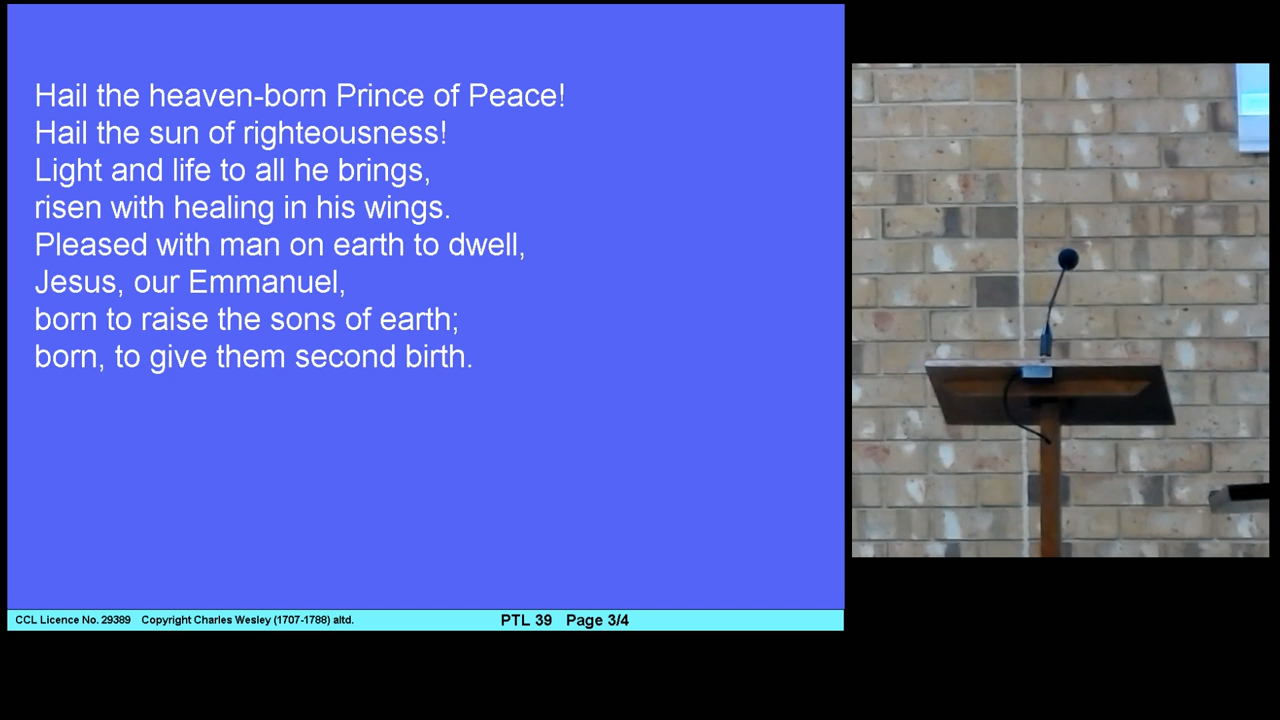 Hail the heaven-born Prince of Peace!
Hail the sun of righteousness!
Light and life to all he brings,
risen with healing in his wings.
Pleased with man on earth to dwell,
Jesus, our Emmanuel,
born to raise the sons of earth;
born, to give them second birth.
CCL Licence No. 29389 Copyright Charles Wesley (1707-1788) altd. PTL 39 Page 3/4